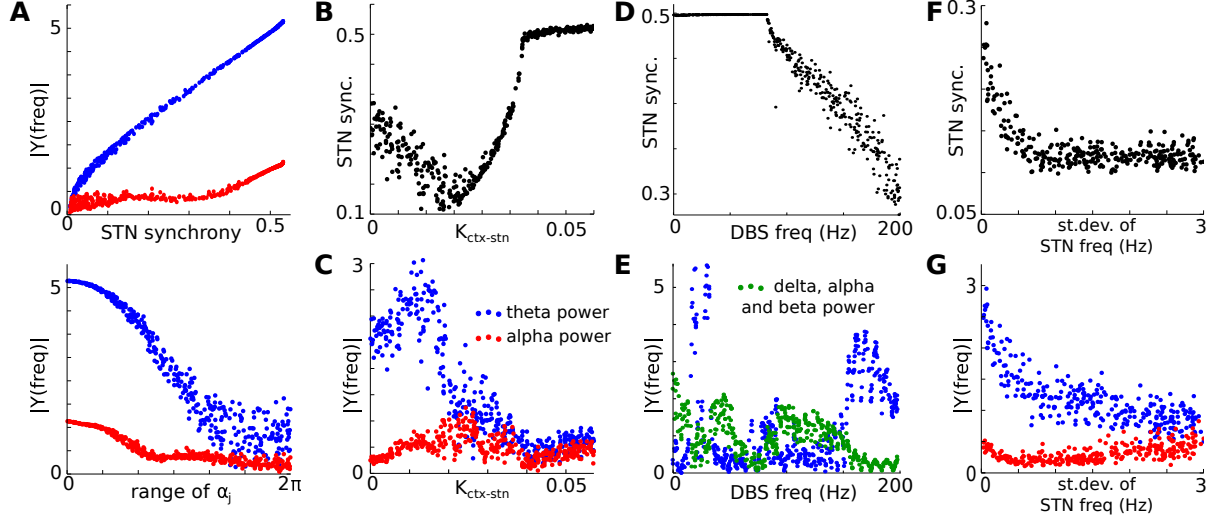 A
5
|Y(freq)|
0
0
STN synchrony
0.5
B
0.5
STN sync.
0.1
0
Kctx-stn
0.05
D
0.5
STN sync.
0.3
0
DBS freq (Hz)
200
F
0.3
STN sync.
0.05
0
st.dev. of
STN freq (Hz)
3
5
|Y(freq)|
0
0
range of αj
2π
C
3
theta power
alpha power
|Y(freq)|
0
0
Kctx-stn
0.05
E
5
delta, alpha
and beta power
|Y(freq)|
0
0
DBS freq (Hz)
200
G
3
|Y(freq)|
0
0
st.dev. of
STN freq (Hz)
3